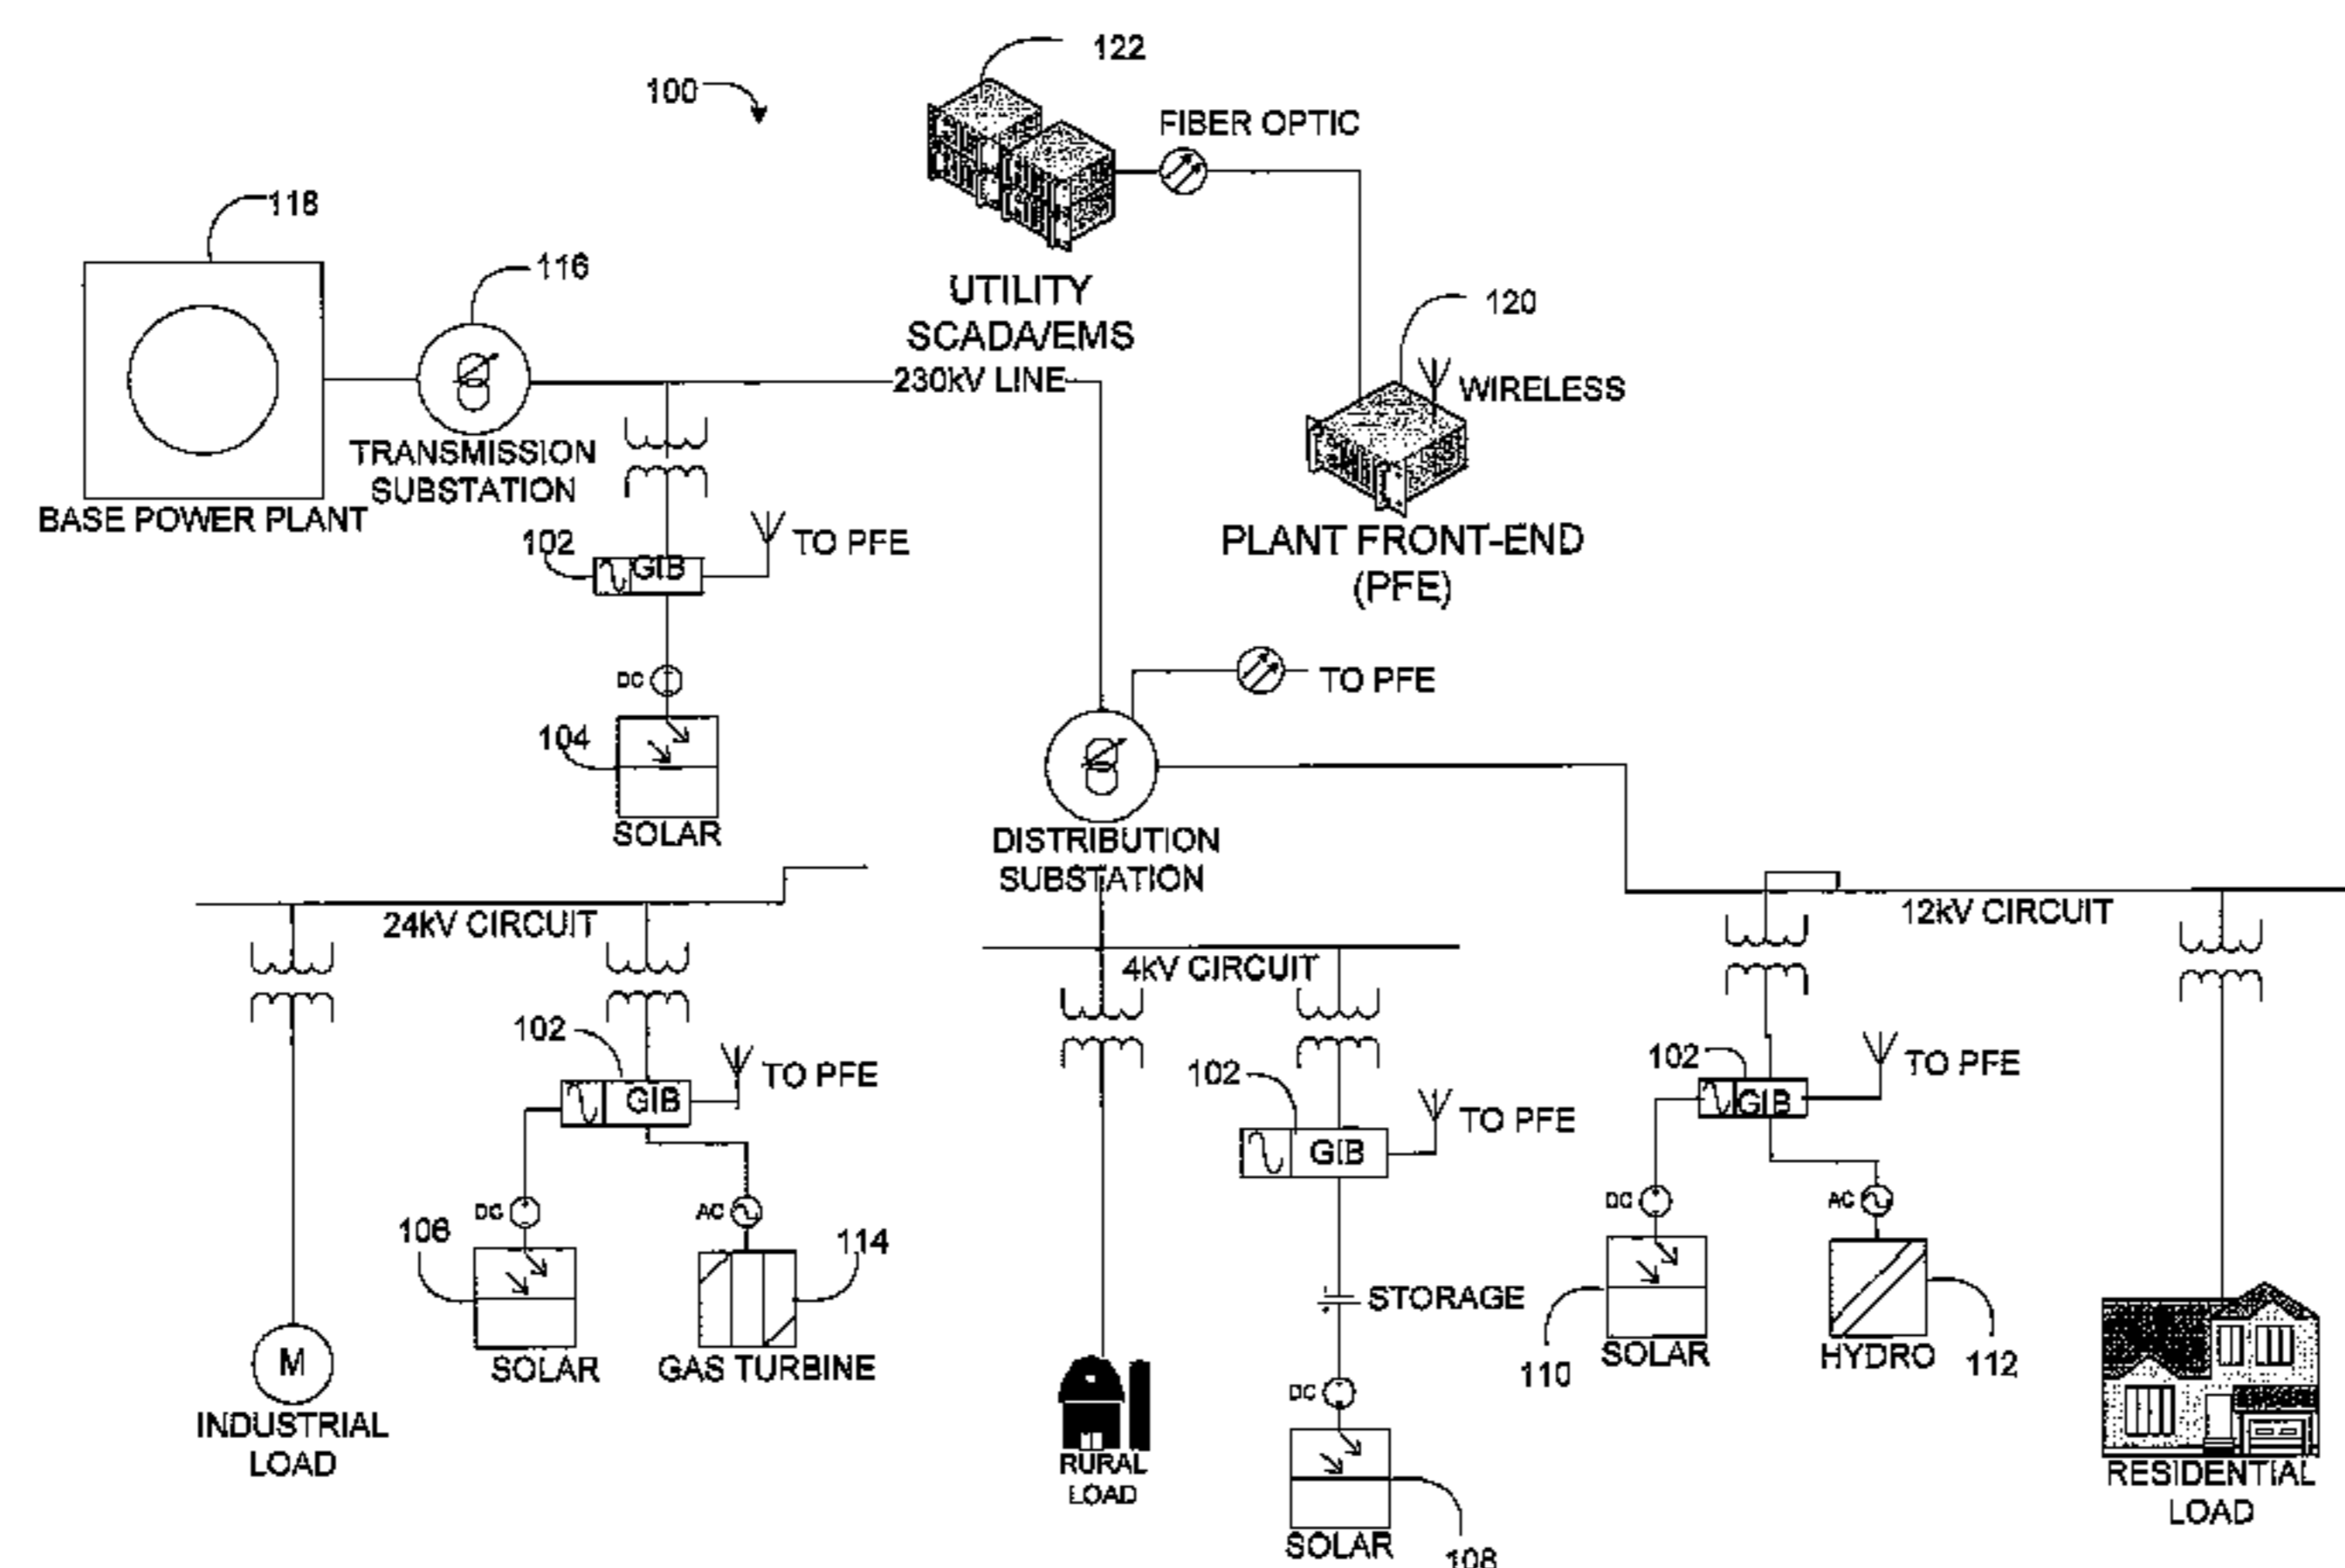 122
100
FIBER OPTIC
118
116
120
UTILITY
SCADA/EMS
230kV LINE
WIRELESS
TRANSMISSION
SUBSTATION
BASE POWER PLANT
PLANT FRONT-END
(PFE)
102
GIB
TO PFE
DC
104
SOLAR
TO PFE
DISTRIBUTION
SUBSTATION
24kV CIRCUIT
4kV CIRCUIT
12kV CIRCUIT
102
GIB
TO PFE
102
GIB
TO PFE
102
GIB
TO PFE
DC
AC
106
114
SOLAR
GAS TURBINE
M
INDUSTRIAL
LOAD
STORAGE
DC
RURAL
LOAD
SOLAR
108
DC
AC
110
SOLAR
HYDRO
112
RESIDENTIAL
LOAD